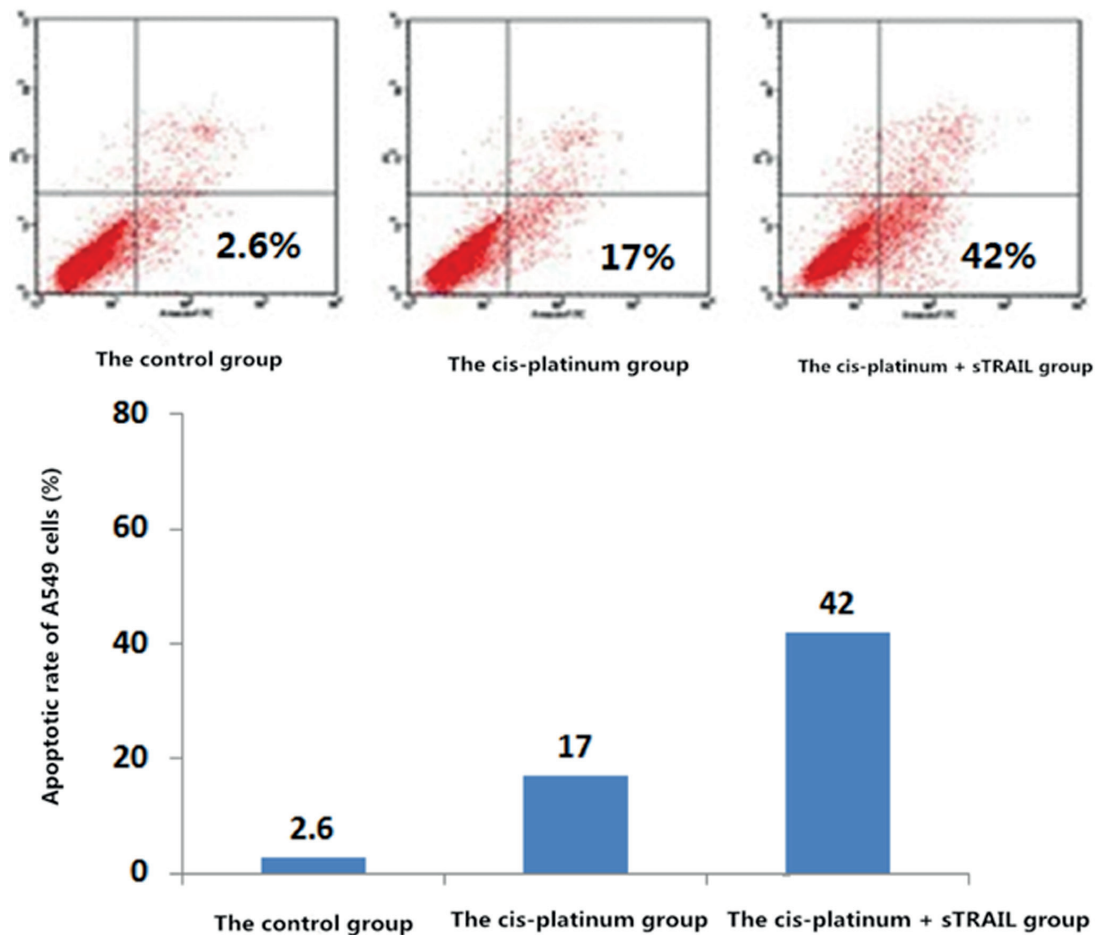 2.6%
17%
42%
The control group
The cis-platinum group
The cis-platinum + sTRAIL group
Apoptotic rate of A549 cells (%)
80
60
40
20
0
2.6
17
42
The control group
The cis-platinum group
The cis-platinum + sTRAIL group